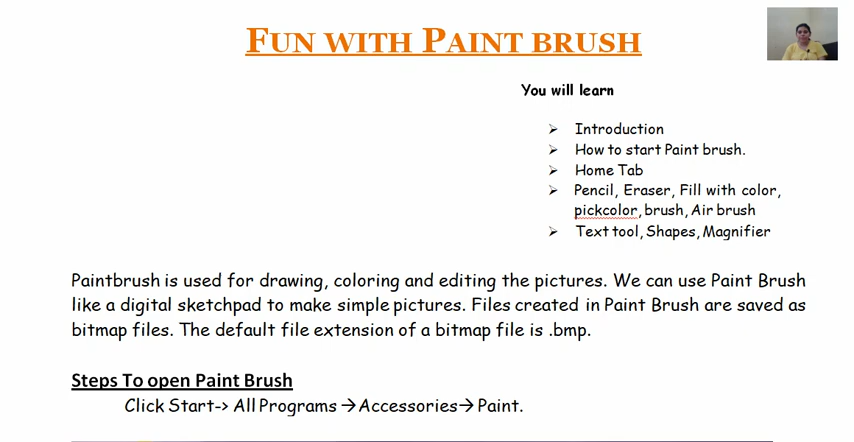 FUN WITH PAINT BRUSH
You will learn
➢ Introduction
➢ How to start Paint brush.
➢ Home Tab
➢ Pencil, Eraser, Fill with color,
pickcolor, brush, Air brush
➢ Text tool, Shapes, Magnifier
Paintbrush is used for drawing, coloring and editing the pictures. We can use Paint Brush
like a digital sketchpad to make simple pictures. Files created in Paint Brush are saved as
bitmap files. The default file extension of a bitmap file is .bmp.
Steps To open Paint Brush
Click Start-> All Programs →Accessories→ Paint.